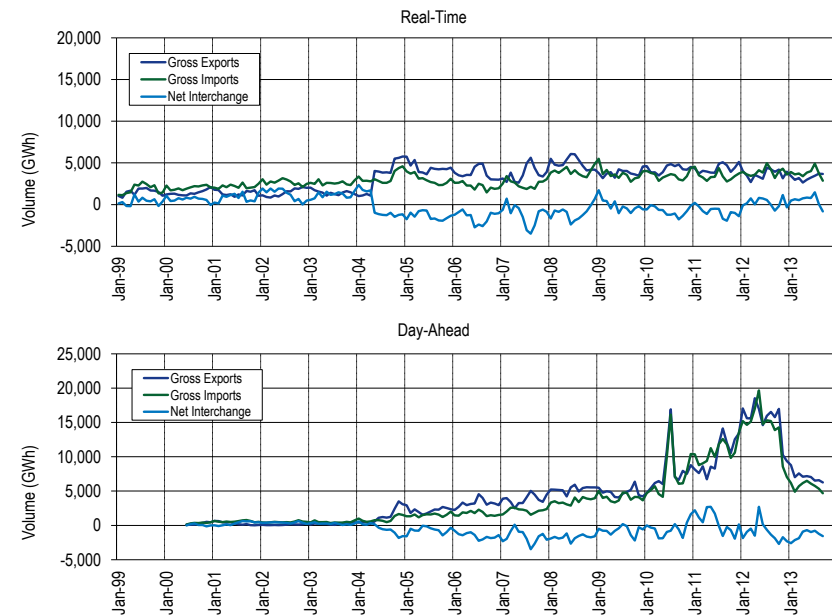 Real-Time
20,000
15,000
10,000
5,000
0
-5,000
Volume (GWh)
Gross Exports
Gross Imports
Net Interchange
Jan-99
Jan-00
Jan-01
Jan-02
Jan-03
Jan-04
Jan-05
Jan-06
Jan-07
Jan-08
Jan-09
Jan-10
Jan-11
Jan-12
Jan-13
Day-Ahead
25,000
20,000
15,000
10,000
5,000
0
-5,000
Volume (GWh)
Gross Exports
Gross Imports
Net Interchange
Jan-99
Jan-00
Jan-01
Jan-02
Jan-03
Jan-04
Jan-05
Jan-06
Jan-07
Jan-08
Jan-09
Jan-10
Jan-11
Jan-12
Jan-13